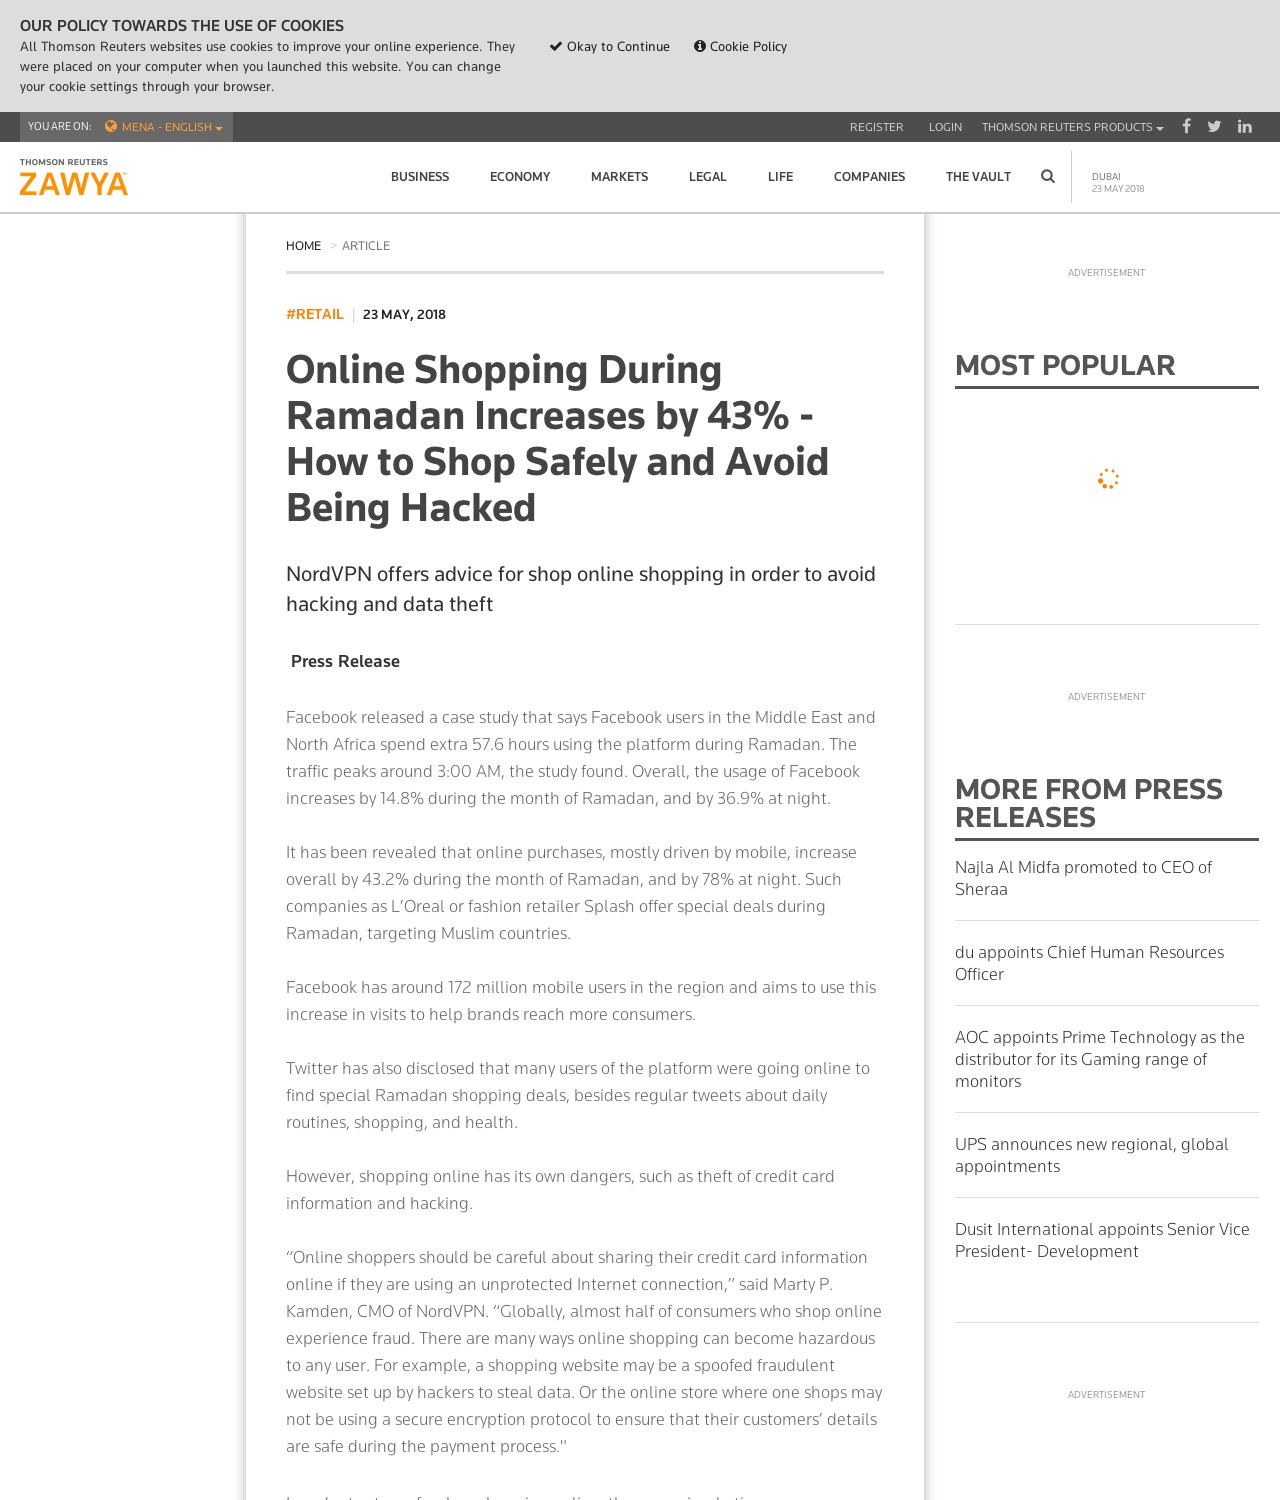 OUR POLICY TOWARDS THE USE OF COOKIES
All Thomson Reuters websites use cookies to improve your online experience. They
were placed on your computer when you launched this website. You can change
your cookie settings through your browser.
Okay to Continue
Cookie Policy
YOU ARE ON:
MENA - ENGLISH
REGISTER
LOGIN
THOMSON REUTERS PRODUCTS
THOMSON REUTERS
ZAWYA
BUSINESS
ECONOMY
MARKETS
LEGAL
LIFE
COMPANIES
THE VAULT
DUBAI
23 MAY 2018
HOME > ARTICLE
#RETAIL | 23 MAY, 2018
Online Shopping During
Ramadan Increases by 43% -
How to Shop Safely and Avoid
Being Hacked
NordVPN offers advice for shop online shopping in order to avoid
hacking and data theft
Press Release
Facebook released a case study that says Facebook users in the Middle East and
North Africa spend extra 57.6 hours using the platform during Ramadan. The
traffic peaks around 3:00 AM, the study found. Overall, the usage of Facebook
increases by 14.8% during the month of Ramadan, and by 36.9% at night.
It has been revealed that online purchases, mostly driven by mobile, increase
overall by 43.2% during the month of Ramadan, and by 78% at night. Such
companies as L’Oreal or fashion retailer Splash offer special deals during
Ramadan, targeting Muslim countries.
Facebook has around 172 million mobile users in the region and aims to use this
increase in visits to help brands reach more consumers.
Twitter has also disclosed that many users of the platform were going online to
find special Ramadan shopping deals, besides regular tweets about daily
routines, shopping, and health.
However, shopping online has its own dangers, such as theft of credit card
information and hacking.
“Online shoppers should be careful about sharing their credit card information
online if they are using an unprotected Internet connection,” said Marty P.
Kamden, CMO of NordVPN. “Globally, almost half of consumers who shop online
experience fraud. There are many ways online shopping can become hazardous
to any user. For example, a shopping website may be a spoofed fraudulent
website set up by hackers to steal data. Or the online store where one shops may
not be using a secure encryption protocol to ensure that their customers’ details
are safe during the payment process."
ADVERTISEMENT
MOST POPULAR
ADVERTISEMENT
MORE FROM PRESS
RELEASES
Najla Al Midfa promoted to CEO of
Sheraa
du appoints Chief Human Resources
Officer
AOC appoints Prime Technology as the
distributor for its Gaming range of
monitors
UPS announces new regional, global
appointments
Dusit International appoints Senior Vice
President- Development
ADVERTISEMENT